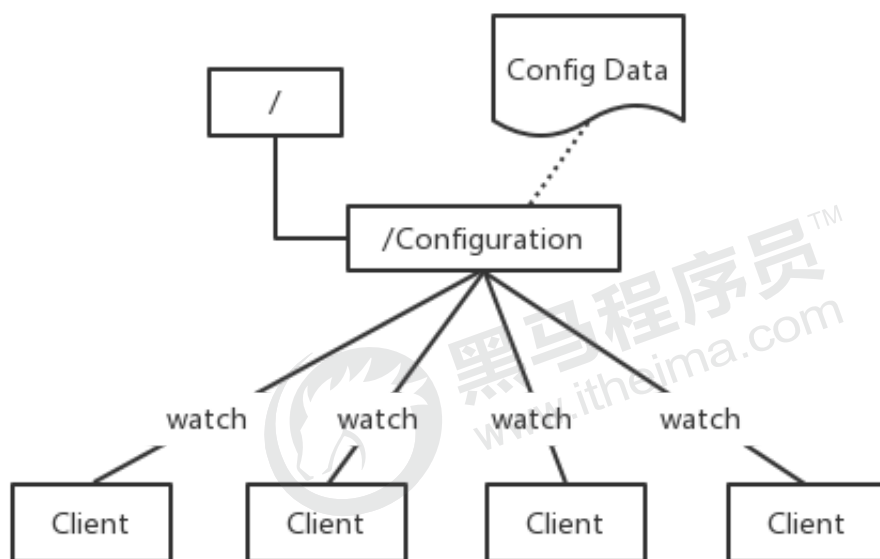 Config Data
/
/Configuration
黑马程序员™
www.itheima.com
watch watch watch watch
Client Client Client Client